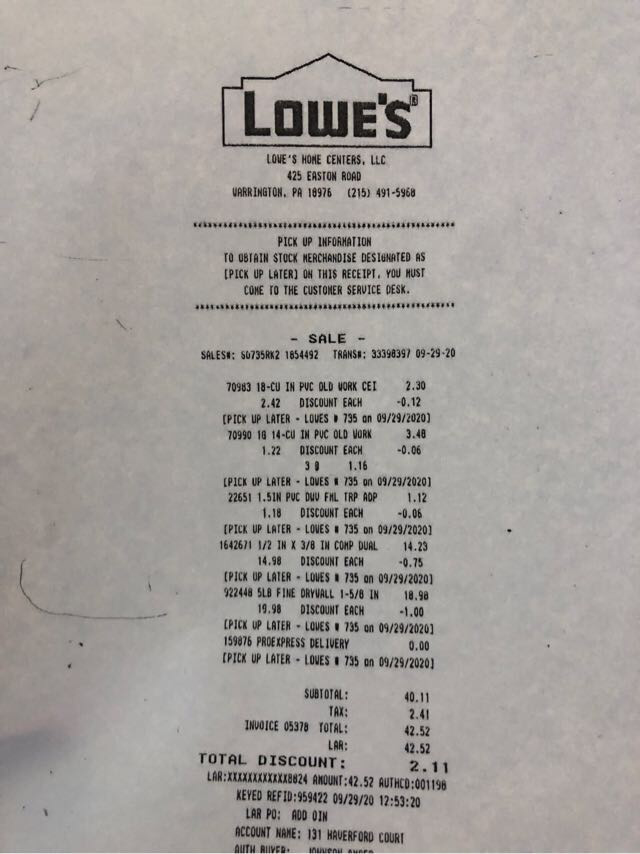 LOWE'S®
LOWE'S HOME CENTERS, LLC
425 EASTON ROAD
WARRINGTON, PA 18976 (215) 491-5968
PICK UP INFORMATION
TO OBTAIN STOCK MERCHANDISE DESIGNATED AS
[PICK UP LATER] ON THIS RECEIPT, YOU MUST
COME TO THE CUSTOMER SERVICE DESK.
- SALE -
SALES#: S0735RK2 1854492 TRANS#: 33398397 09-29-20
70983 18-CU IN PVC OLD WORK CEI 2.30
2.42 DISCOUNT EACH -0.12
[PICK UP LATER - LOWES # 735 on 09/29/2020]
70990 1G 14-CU IN PVC OLD WORK 3.48
1.22 DISCOUNT EACH -0.06
3 @ 1.16
[PICK UP LATER - LOWES # 735 on 09/29/2020]
22651 1.5IN PVC DWV FML TRP ADP 1.12
1.18 DISCOUNT EACH -0.06
[PICK UP LATER - LOWES # 735 on 09/29/2020]
1642671 1/2 IN X 3/8 IN COMP DUAL 14.23
14.98 DISCOUNT EACH -0.75
[PICK UP LATER - LOWES # 735 on 09/29/2020]
922448 5LB FINE DRYWALL 1-5/8 IN 18.98
19.98 DISCOUNT EACH -1.00
[PICK UP LATER - LOWES # 735 on 09/29/2020]
159876 PROEXPRESS DELIVERY 0.00
[PICK UP LATER - LOWES # 735 on 09/29/2020]
SUBTOTAL: 40.11
TAX: 2.41
INVOICE 05378 TOTAL: 42.52
LAR: 42.52
TOTAL DISCOUNT: 2.11
LAR:XXXXXXXXXXXX8824 AMOUNT:42.52 AUTHCD:001198
KEYED REFID:959422 09/29/20 12:53:20
LAR PO: ADD OIN
ACCOUNT NAME: 131 HAVERFORD COURT
AUTH BUYER: JOHNSON